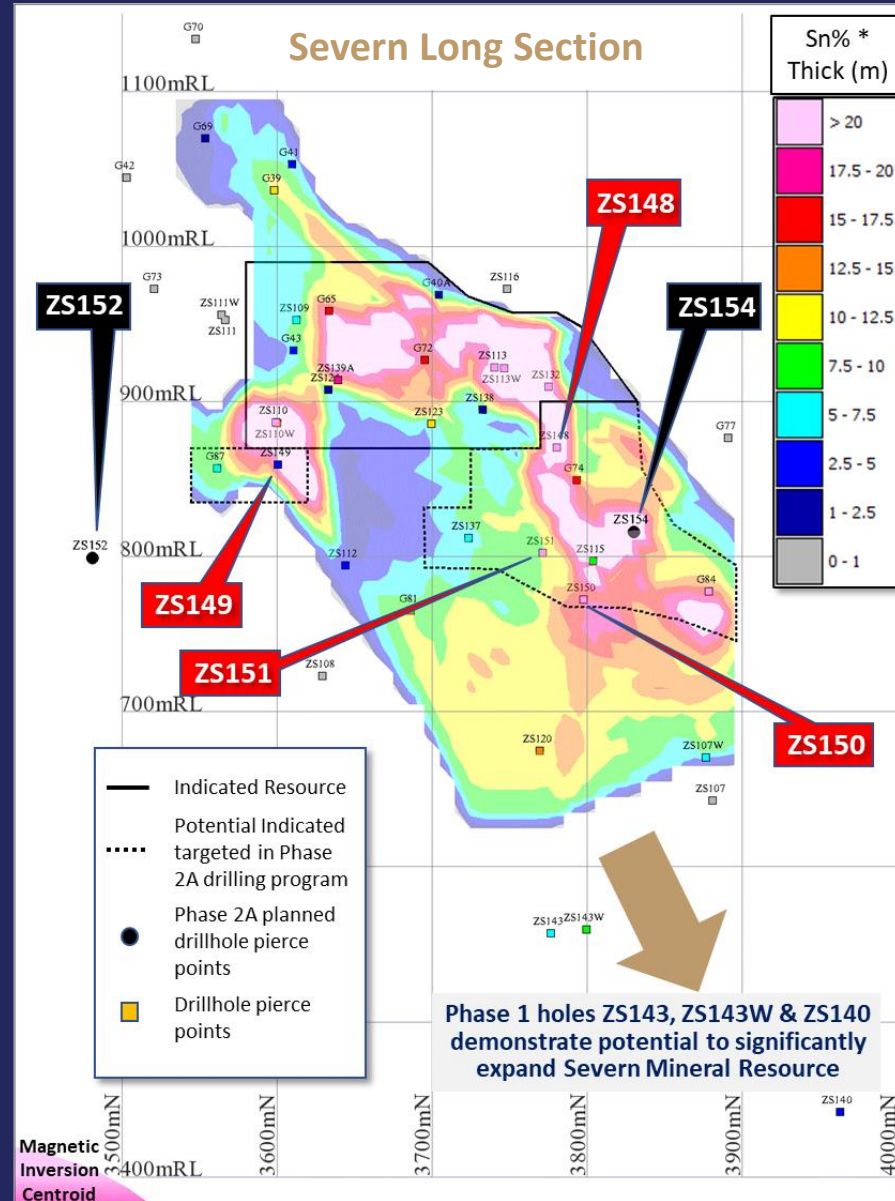 Severn Long Section
Sn% *
Thick (m)
> 20
17.5 - 20
15 - 17.5
12.5 - 15
10 - 12.5
7.5 - 10
5 - 7.5
2.5 - 5
1 - 2.5
0 - 1
G70
1100mRL
G69
G41
G42
G39
ZS148
1000mRL
G73
ZS116
G40A
ZS152
ZS154
ZS111W
ZS111
ZS109
G65
G43
G72
ZS113
ZS113W
ZS139A
ZS132
900mRL
ZS138
ZS110
ZS110W
ZS123
G77
ZS148
G87
ZS149
G74
ZS154
ZS137
ZS152
800mRL
ZS151
ZS115
ZS112
ZS149
G84
ZS150
G81
ZS151
ZS108
700mRL
ZS150
ZS120
ZS107W
ZS107
Indicated Resource
Potential Indicated
targeted in Phase
2A drilling program
Phase 2A planned
drillhole pierce
points
Drillhole pierce
points
ZS143
ZS143W
Phase 1 holes ZS143, ZS143W & ZS140
demonstrate potential to significantly
expand Severn Mineral Resource
ZS140
3500mN
3600mN
3700mN
3800mN
3900mN
4000mN
400mRL
Magnetic
Inversion
Centroid